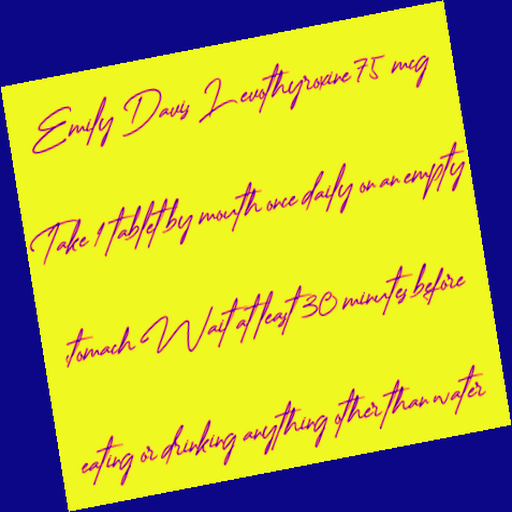 Emily Davis Levothyroxine 75 mcg
Take 1 tablet by mouth once daily on an empty
stomach Wait at least 30 minutes before
eating or drinking anything other than water